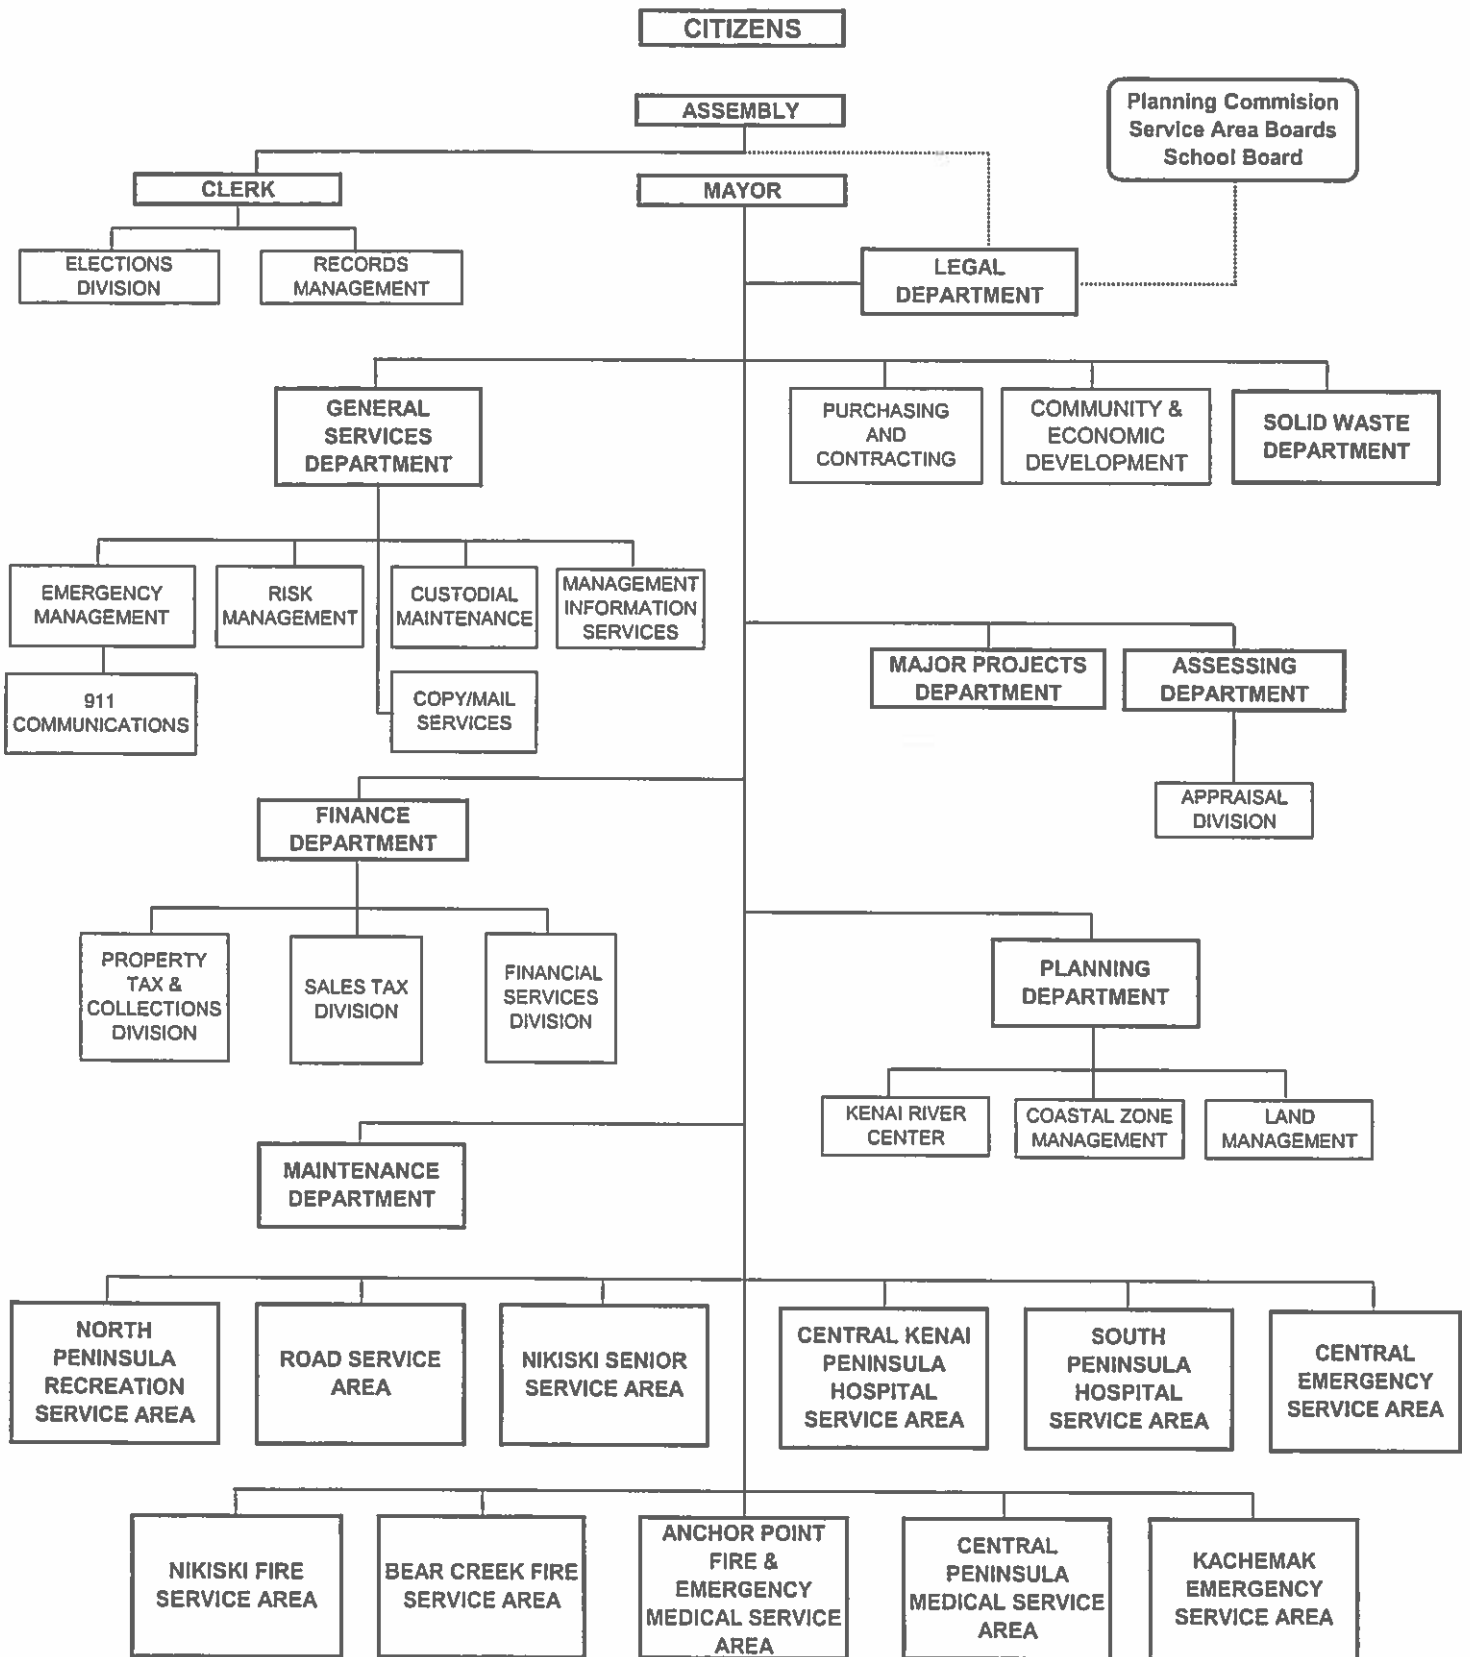 CITIZENS
ASSEMBLY
Planning Commision
Service Area Boards
School Board
CLERK
MAYOR
ELECTIONS
DIVISION
RECORDS
MANAGEMENT
LEGAL
DEPARTMENT
GENERAL
SERVICES
DEPARTMENT
PURCHASING
AND
CONTRACTING
COMMUNITY &
ECONOMIC
DEVELOPMENT
SOLID WASTE
DEPARTMENT
EMERGENCY
MANAGEMENT
RISK
MANAGEMENT
CUSTODIAL
MAINTENANCE
MANAGEMENT
INFORMATION
SERVICES
911
COMMUNICATIONS
COPY/MAIL
SERVICES
MAJOR PROJECTS
DEPARTMENT
ASSESSING
DEPARTMENT
APPRAISAL
DIVISION
FINANCE
DEPARTMENT
PROPERTY
TAX &
COLLECTIONS
DIVISION
SALES TAX
DIVISION
FINANCIAL
SERVICES
DIVISION
PLANNING
DEPARTMENT
KENAI RIVER
CENTER
COASTAL ZONE
MANAGEMENT
LAND
MANAGEMENT
MAINTENANCE
DEPARTMENT
NORTH
PENINSULA
RECREATION
SERVICE AREA
ROAD SERVICE
AREA
NIKISKI SENIOR
SERVICE AREA
CENTRAL KENAI
PENINSULA
HOSPITAL
SERVICE AREA
SOUTH
PENINSULA
HOSPITAL
SERVICE AREA
CENTRAL
EMERGENCY
SERVICE AREA
NIKISKI FIRE
SERVICE AREA
BEAR CREEK FIRE
SERVICE AREA
ANCHOR POINT
FIRE &
EMERGENCY
MEDICAL SERVICE
AREA
CENTRAL
PENINSULA
MEDICAL SERVICE
AREA
KACHEMAK
EMERGENCY
SERVICE AREA